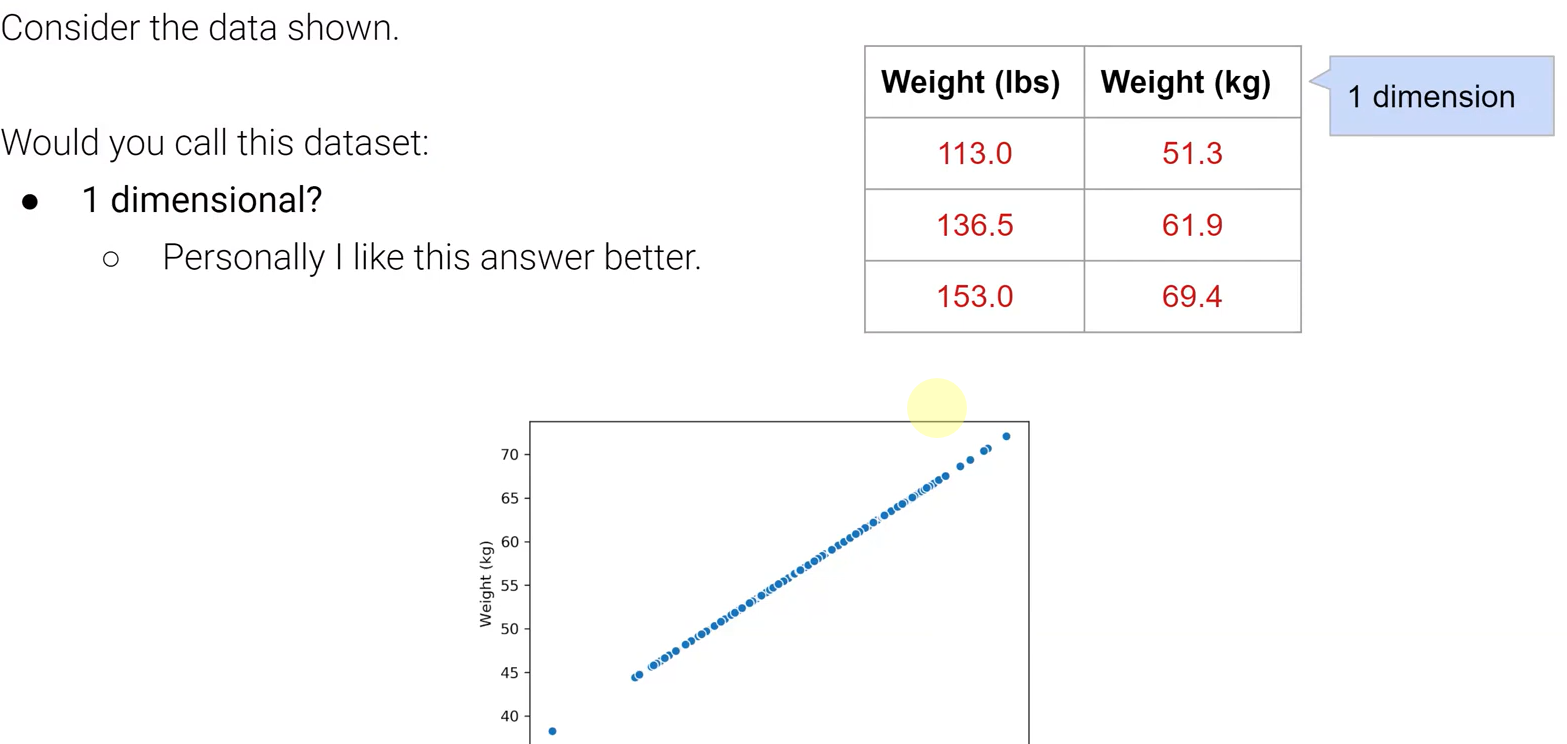 Consider the data shown.
Would you call this dataset:
● 1 dimensional?
○ Personally I like this answer better.
Weight (lbs) Weight (kg)
113.0 51.3
136.5 61.9
153.0 69.4
1 dimension
70
65
60
55
50
45
40
Weight (kg)